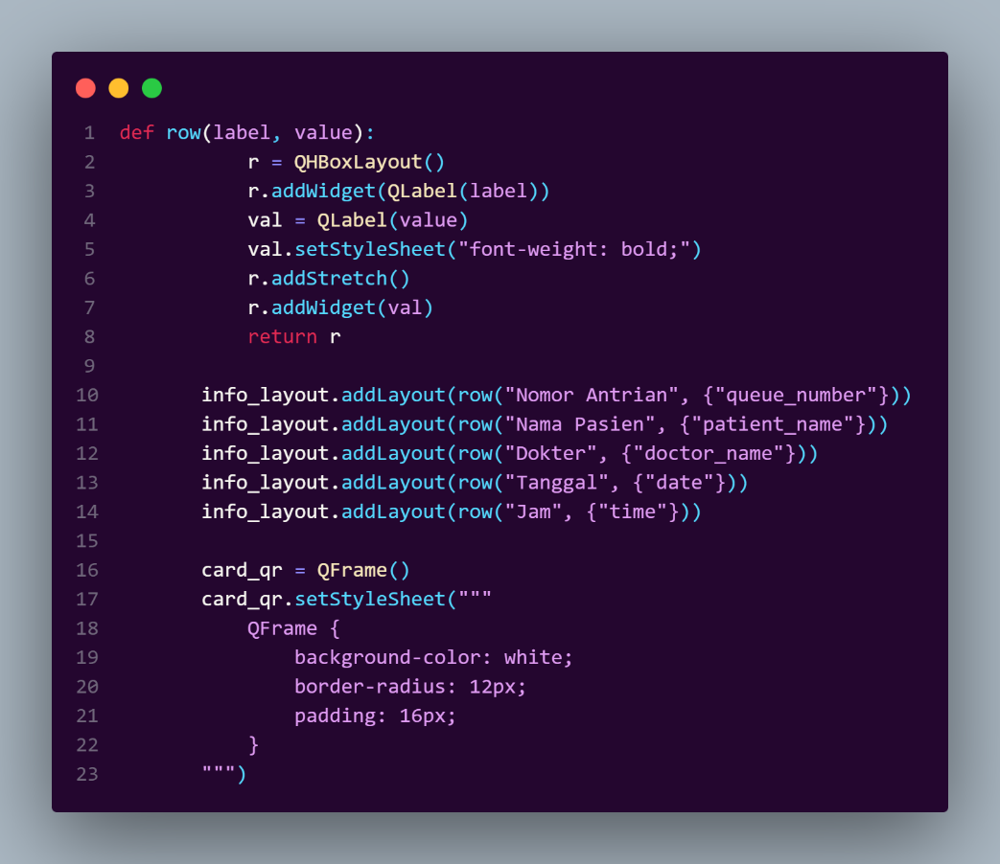 1 def row(label, value):
2         r = QHBoxLayout()
3         r.addWidget(QLabel(label))
4         val = QLabel(value)
5         val.setStyleSheet("font-weight: bold;")
6         r.addStretch()
7         r.addWidget(val)
8         return r
9
10     info_layout.addLayout(row("Nomor Antrian", {"queue_number"}))
11     info_layout.addLayout(row("Nama Pasien", {"patient_name"}))
12     info_layout.addLayout(row("Dokter", {"doctor_name"}))
13     info_layout.addLayout(row("Tanggal", {"date"}))
14     info_layout.addLayout(row("Jam", {"time"}))
15
16     card_qr = QFrame()
17     card_qr.setStyleSheet("""
18         QFrame {
19             background-color: white;
20             border-radius: 12px;
21             padding: 16px;
22         }
23     """)